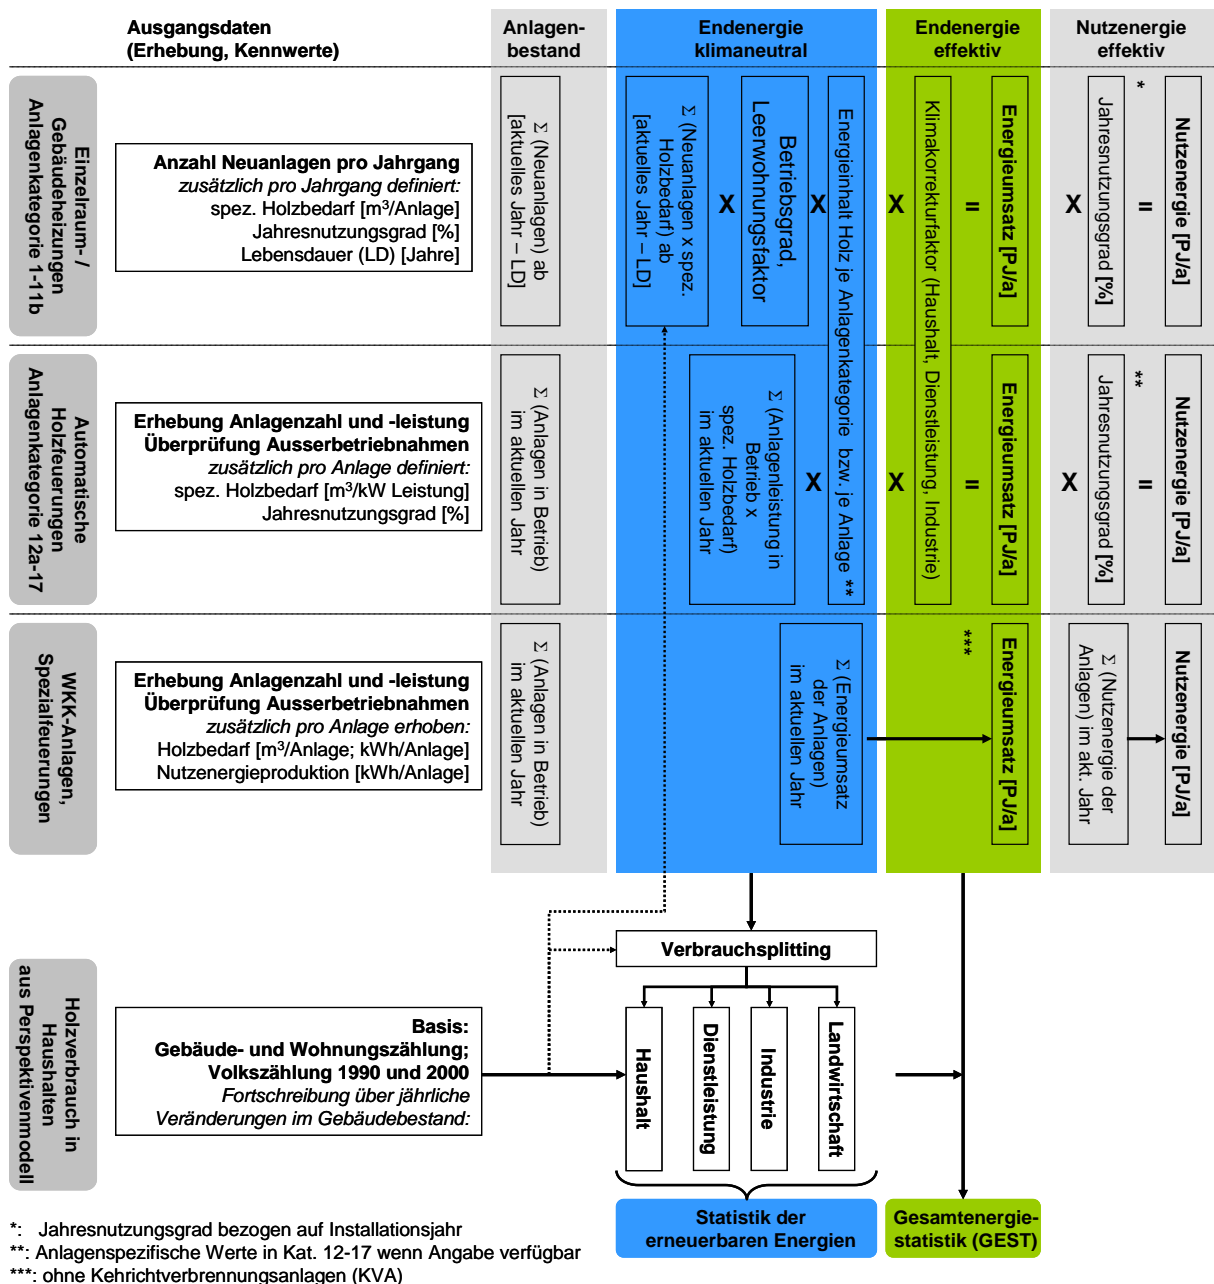 Ausgangsdaten
(Erhebung, Kennwerte)
Anlagen-
bestand
Endenergie
klimaneutral
Endenergie
effektiv
Nutzenergie
effektiv
Einzelraum- /
Gebäudeheizungen
Anlagenkategorie 1-11b
Anzahl Neuanlagen pro Jahrgang
zusätzlich pro Jahrgang definiert:
spez. Holzbedarf [m³/Anlage]
Jahresnutzungsgrad [%]
Lebensdauer (LD) [Jahre]
Σ (Neuanlagen) ab
[aktuelles Jahr – LD]
Σ (Neuanlagen x spez.
Holzbedarf) ab
[aktuelles Jahr – LD]
X
Betriebsgrad,
Leerwohnungsfaktor
X
Energieinhalt Holz je Anlagenkategorie bzw. je Anlage **
X
Klimakorrekturfaktor (Haushalt, Dienstleistung, Industrie)
=
Energieumsatz [PJ/a]
X
Jahresnutzungsgrad [%]
*
=
Nutzenergie [PJ/a]
Automatische
Holzfeuerungen
Anlagenkategorie 12a-17
Erhebung Anlagenzahl und -leistung
Überprüfung Ausserbetriebnahmen
zusätzlich pro Anlage definiert:
spez. Holzbedarf [m³/kW Leistung]
Jahresnutzungsgrad [%]
Σ (Anlagen in Betrieb)
im aktuellen Jahr
Σ (Anlagenleistung in
Betrieb x
spez. Holzbedarf)
im aktuellen Jahr
X
X
=
Energieumsatz [PJ/a]
X
Jahresnutzungsgrad [%]
**
=
Nutzenergie [PJ/a]
WKK-Anlagen,
Spezialfeuerungen
Erhebung Anlagenzahl und -leistung
Überprüfung Ausserbetriebnahmen
zusätzlich pro Anlage erhoben:
Holzbedarf [m³/Anlage; kWh/Anlage]
Nutzenergieproduktion [kWh/Anlage]
Σ (Anlagen in Betrieb)
im aktuellen Jahr
Σ (Energieumsatz
der Anlagen)
im aktuellen Jahr
***
Energieumsatz [PJ/a]
Σ (Nutzenergie der
Anlagen) im akt. Jahr
Nutzenergie [PJ/a]
Verbrauchsplitting
Holzverbrauch in
Haushalten
aus Perspektivenmodell
Basis:
Gebäude- und Wohnungszählung;
Volkszählung 1990 und 2000
Fortschreibung über jährliche
Veränderungen im Gebäudebestand:
Haushalt
Dienstleistung
Industrie
Landwirtschaft
Statistik der
erneuerbaren Energien
Gesamtenergie-
statistik (GEST)
*: Jahresnutzungsgrad bezogen auf Installationsjahr
**: Anlagenspezifische Werte in Kat. 12-17 wenn Angabe verfügbar
***: ohne Kehrichtverbrennungsanlagen (KVA)